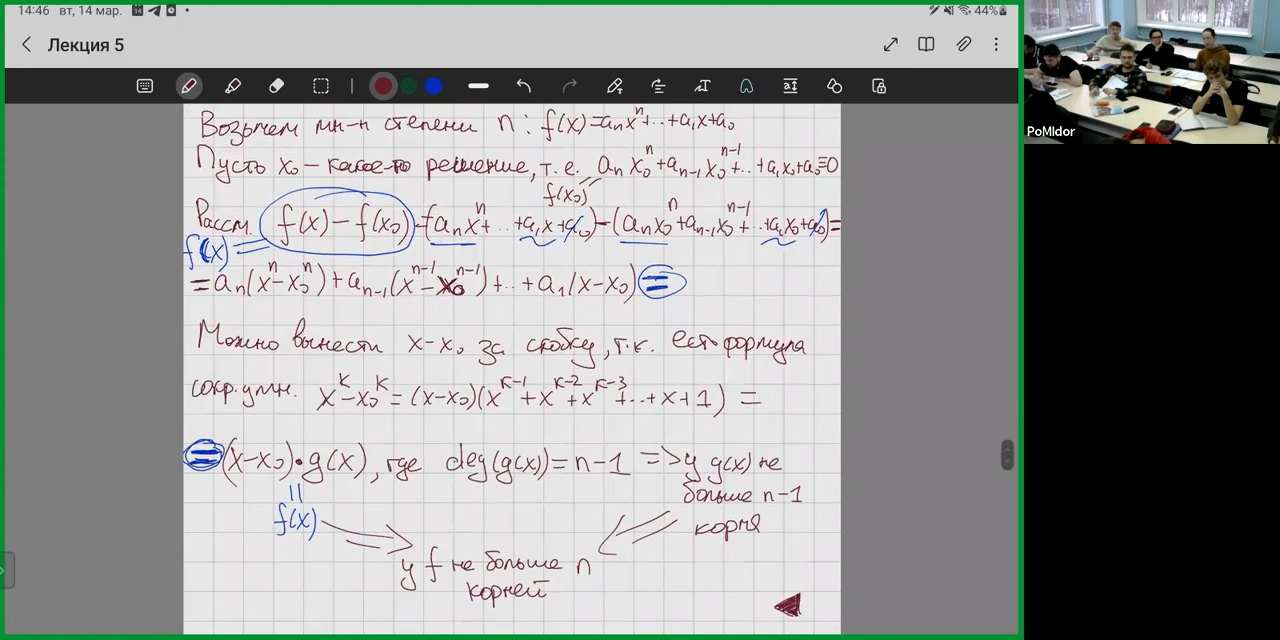 14:46 вт, 14 мар.
44%
Лекция 5
PoMIdor
Возьмем мн-н степени n : f(x)=aₙxⁿ+..+a₁x+a₀
Пусть x₀ – какое-то решение, т.е. aₙx₀ⁿ+aₙ₋₁x₀ⁿ⁻¹+..+a₁x₀+a₀≡0
f(x₀)
Рассм. f(x)–f(x₀)=(aₙxⁿ+..+a₁x+a₀)–(aₙx₀ⁿ+aₙ₋₁x₀ⁿ⁻¹+..+a₁x₀+a₀)=
f(x)
=aₙ(xⁿ–x₀ⁿ)+aₙ₋₁(xⁿ⁻¹–x₀ⁿ⁻¹)+..+a₁(x–x₀) =
Можно вынести x–x₀ за скобку, т.к. есть формула
сокр.умн. xᵏ–x₀ᵏ=(x–x₀)(xᵏ⁻¹+xᵏ⁻²+xᵏ⁻³+..+x+1) =
=(x–x₀)·g(x), где deg(g(x))=n–1 => у g(x) не
больше n–1
корня
f(x)
у f не больше n
корней